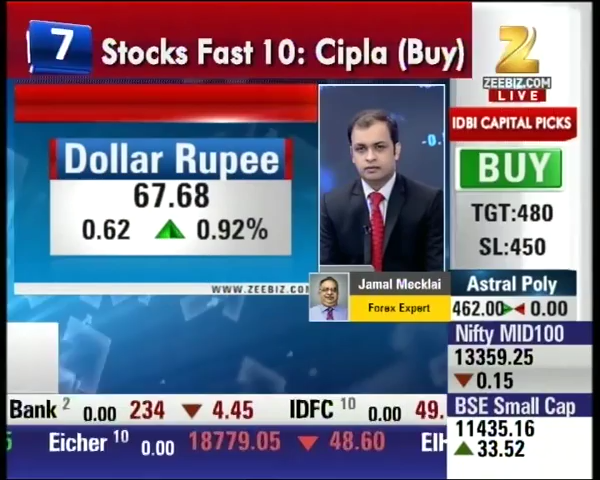 7
Stocks Fast 10: Cipla (Buy)
ZEEBIZ.COM
LIVE
IDBI CAPITAL PICKS
BUY
TGT:480
SL:450
Dollar Rupee
67.68
0.62 0.92%
WWW.ZEEBIZ.
Jamal Mecklai
Forex Expert
Astral Poly
462.00 0.00
Nifty MID100
13359.25
0.15
BSE Small Cap
11435.16
33.52
Bank 2 0.00 234 4.45 IDFC 10 0.00 49.
Eicher 10 0.00 18779.05 48.60 EIH